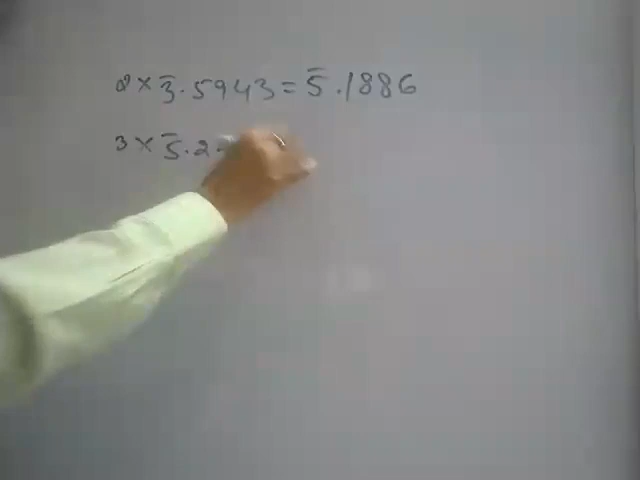 2 × 3̅.5943 = 5̅.1886
3 × 5̅.2